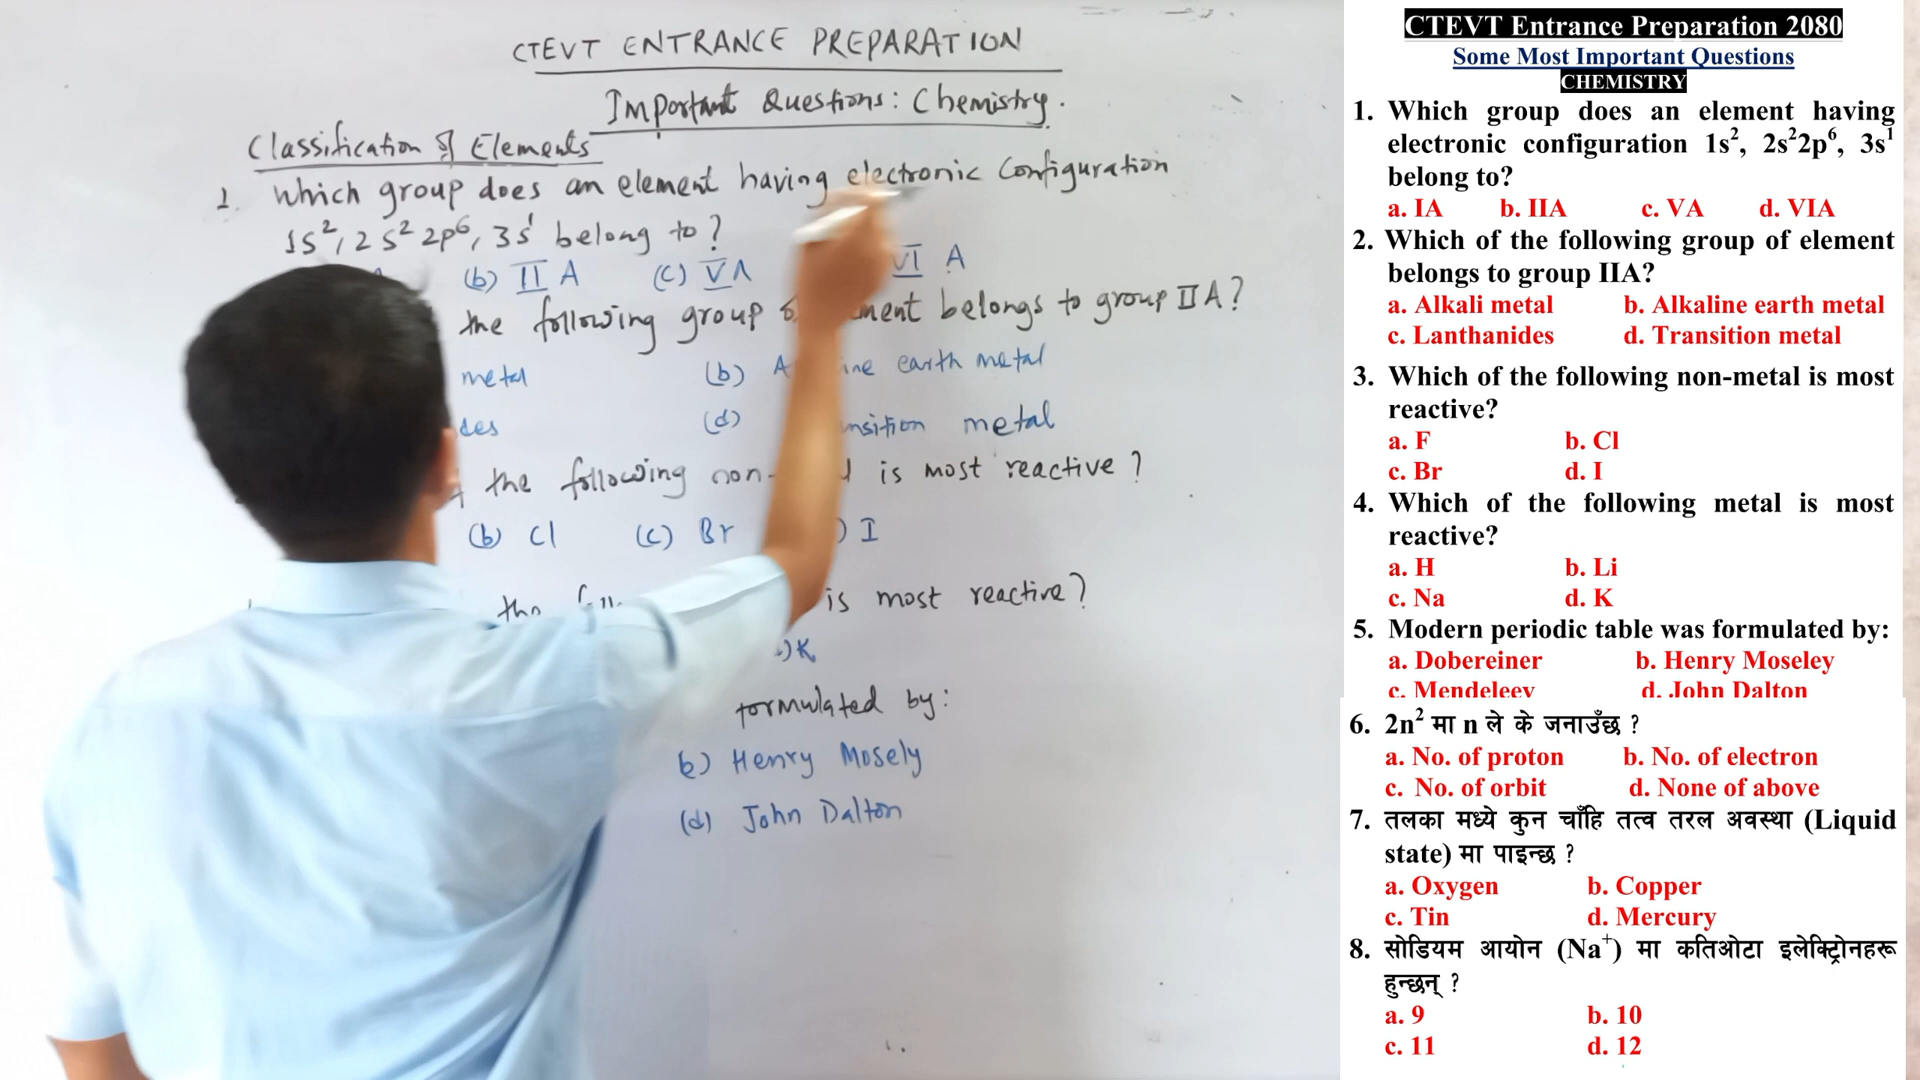 CTEVT ENTRANCE PREPARATION
Important Questions: Chemistry.
Classification of Elements
1. Which group does an element having electronic configuration
1s², 2s² 2p⁶, 3s¹ belong to?
(b) II A (c) V A VI A
the following group belongs to group II A?
metal (b) earth metal
(d) metal
the following is most reactive?
(b) Cl (c) Br I
is most reactive?
K
formulated by:
(b) Henry Mosely
(d) John Dalton
CTEVT Entrance Preparation 2080
Some Most Important Questions
CHEMISTRY
1. Which group does an element having
electronic configuration 1s², 2s²2p⁶, 3s¹
belong to?
a. IA b. IIA c. VA d. VIA
2. Which of the following group of element
belongs to group IIA?
a. Alkali metal b. Alkaline earth metal
c. Lanthanides d. Transition metal
3. Which of the following non-metal is most
reactive?
a. F b. Cl
c. Br d. I
4. Which of the following metal is most
reactive?
a. H b. Li
c. Na d. K
5. Modern periodic table was formulated by:
a. Dobereiner b. Henry Moseley
c. Mendeleev d. John Dalton
6. 2n² मा n ले के जनाउँछ ?
a. No. of proton b. No. of electron
c. No. of orbit d. None of above
7. तलका मध्ये कुन चाँहि तत्व तरल अवस्था (Liquid
state) मा पाइन्छ ?
a. Oxygen b. Copper
c. Tin d. Mercury
8. सोडियम आयोन (Na⁺) मा कतिओटा इलेक्ट्रोनहरू
हुन्छन् ?
a. 9 b. 10
c. 11 d. 12